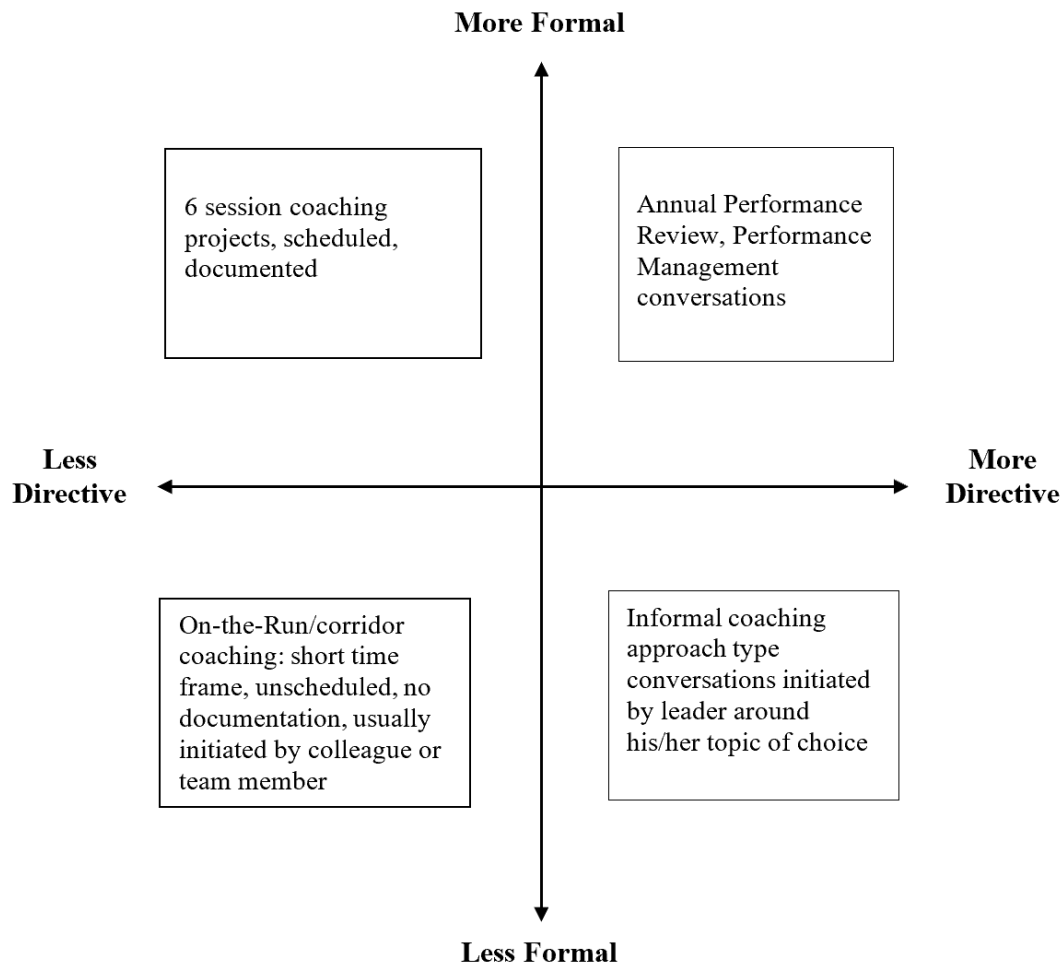 More Formal
6 session coaching
projects, scheduled,
documented
Annual Performance
Review, Performance
Management
conversations
Less
Directive
More
Directive
On-the-Run/corridor
coaching: short time
frame, unscheduled, no
documentation, usually
initiated by colleague or
team member
Informal coaching
approach type
conversations initiated
by leader around
his/her topic of choice
Less Formal